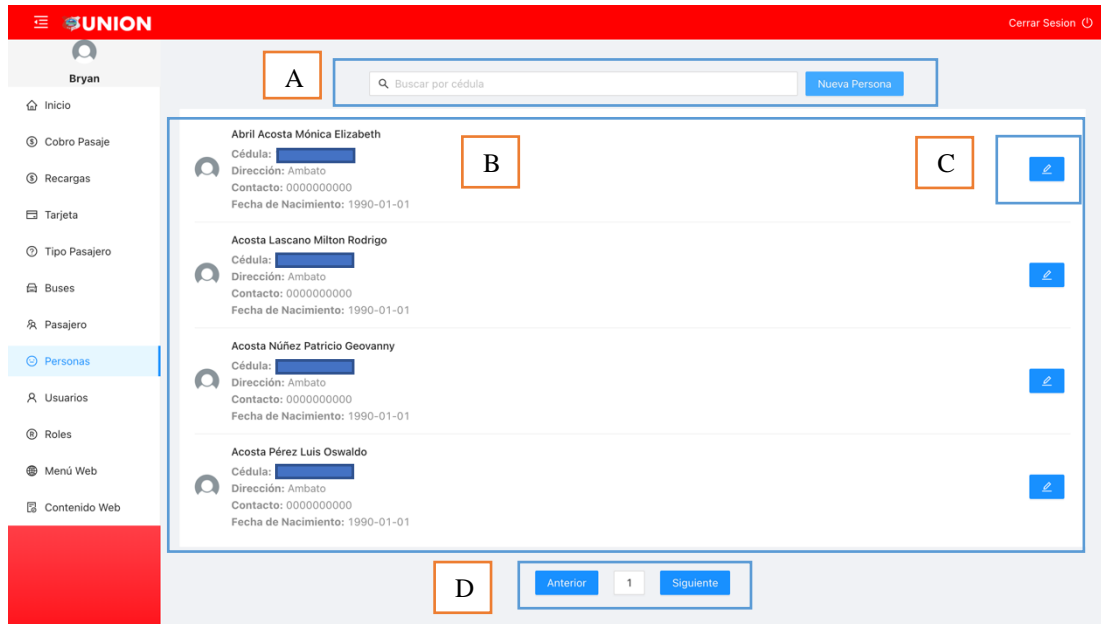 UNION
Cerrar Sesion
Bryan
Inicio
Cobro Pasaje
Recargas
Tarjeta
Tipo Pasajero
Buses
Pasajero
Personas
Usuarios
Roles
Menú Web
Contenido Web
A
Buscar por cédula
Nueva Persona
B
C
Abril Acosta Mónica Elizabeth
Cédula:
Dirección: Ambato
Contacto: 0000000000
Fecha de Nacimiento: 1990-01-01
Acosta Lascano Milton Rodrigo
Cédula:
Dirección: Ambato
Contacto: 0000000000
Fecha de Nacimiento: 1990-01-01
Acosta Núñez Patricio Geovanny
Cédula:
Dirección: Ambato
Contacto: 0000000000
Fecha de Nacimiento: 1990-01-01
Acosta Pérez Luis Oswaldo
Cédula:
Dirección: Ambato
Contacto: 0000000000
Fecha de Nacimiento: 1990-01-01
D
Anterior
1
Siguiente